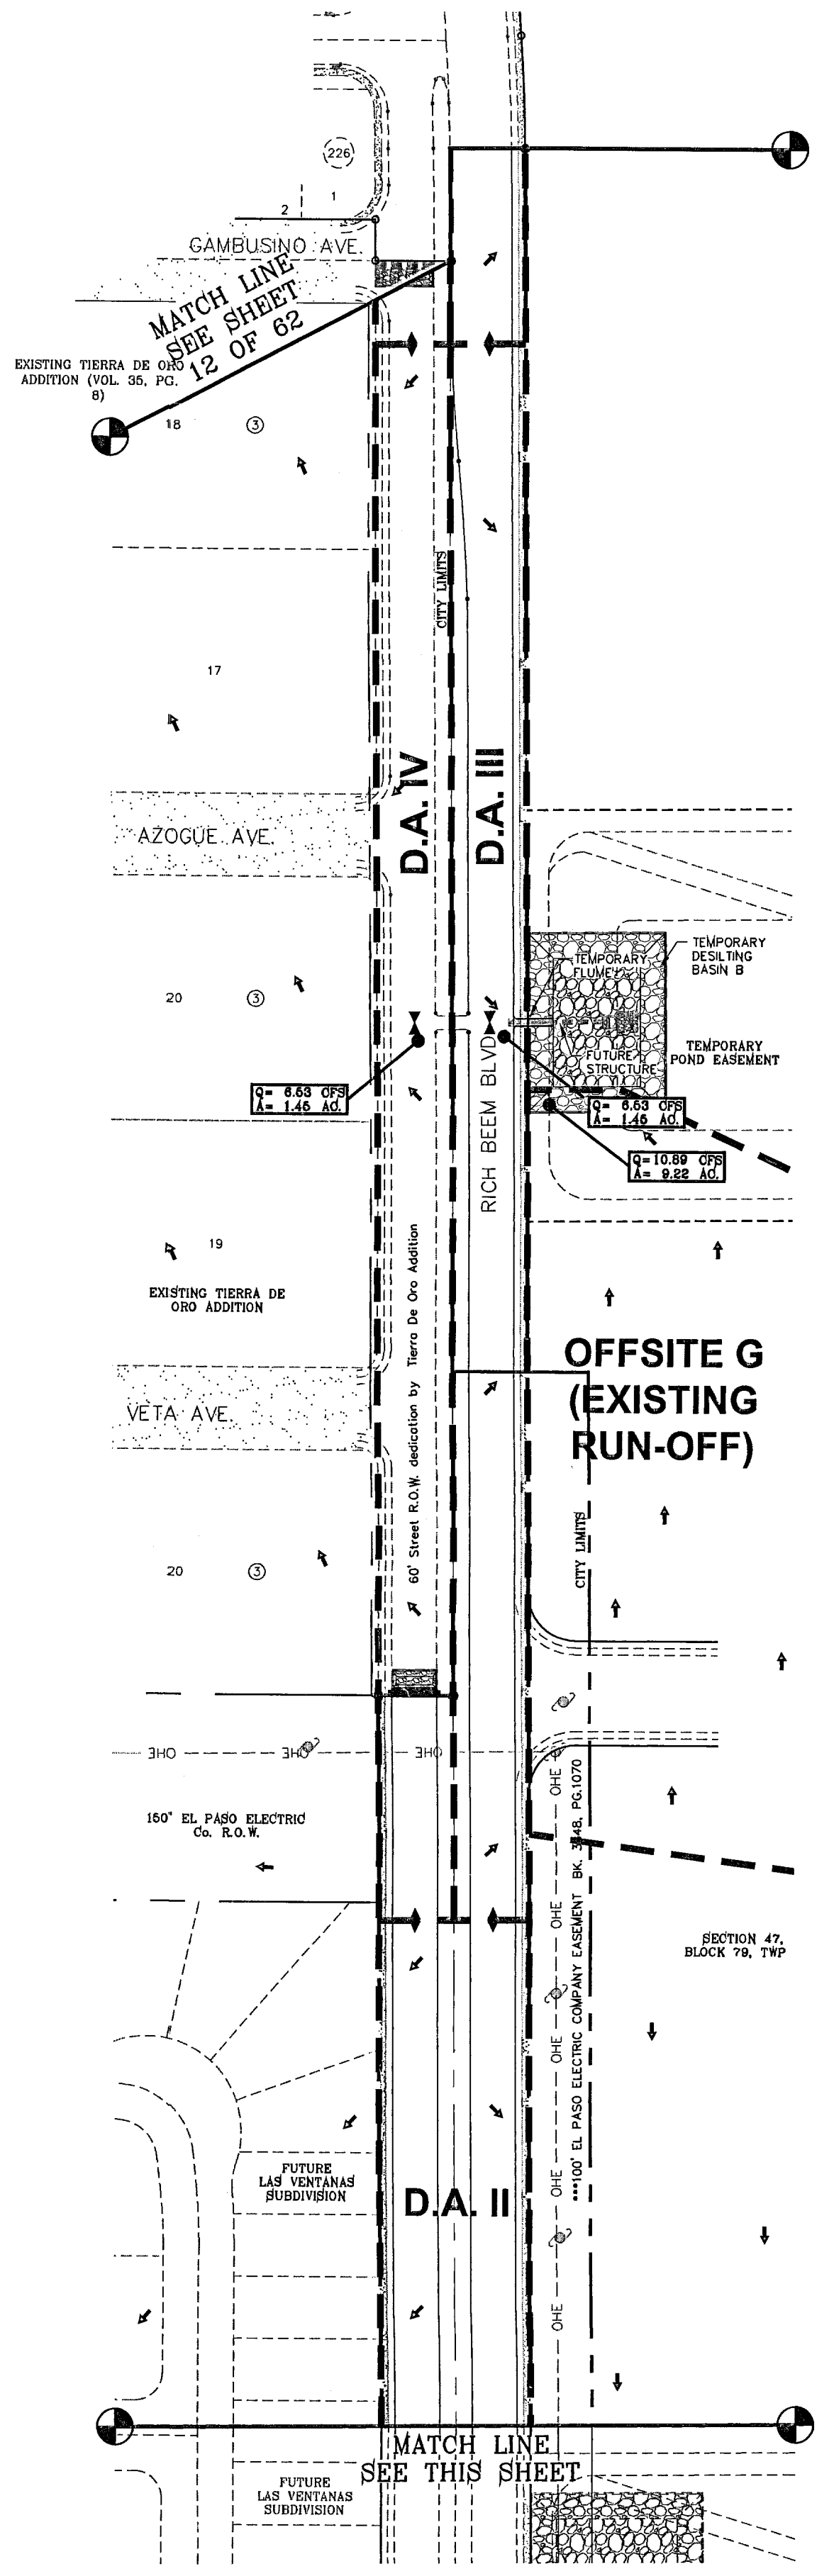 226
1
2
GAMBUSINO AVE.
MATCH LINE
SEE SHEET
12 OF 62
EXISTING TIERRA DE ORO
ADDITION (VOL. 35, PG.
8)
18
3
CITY LIMITS
17
D.A. IV
D.A. III
AZOGUE AVE.
TEMPORARY
DESILTING
BASIN B
TEMPORARY
FLUME
20
3
TEMPORARY
POND EASEMENT
FUTURE
STRUCTURE
RICH BEEM BLVD
Q= 6.53 CFS
A= 1.45 AC.
Q= 6.53 CFS
A= 1.45 AC.
Q=10.89 CFS
A= 9.22 AC.
19
EXISTING TIERRA DE
ORO ADDITION
60' Street R.O.W. dedication by Tierra De Oro Addition
OFFSITE G
(EXISTING
RUN-OFF)
VETA AVE.
CITY LIMITS
20
3
OHE
OHE
OHE
OHE
150' EL PASO ELECTRIC
Co. R.O.W.
***100' EL PASO ELECTRIC COMPANY EASEMENT BK. 3548, PG.1070
OHE
SECTION 47,
BLOCK 79, TWP
OHE
FUTURE
LAS VENTANAS
SUBDIVISION
OHE
D.A. II
OHE
MATCH LINE
SEE THIS SHEET
FUTURE
LAS VENTANAS
SUBDIVISION